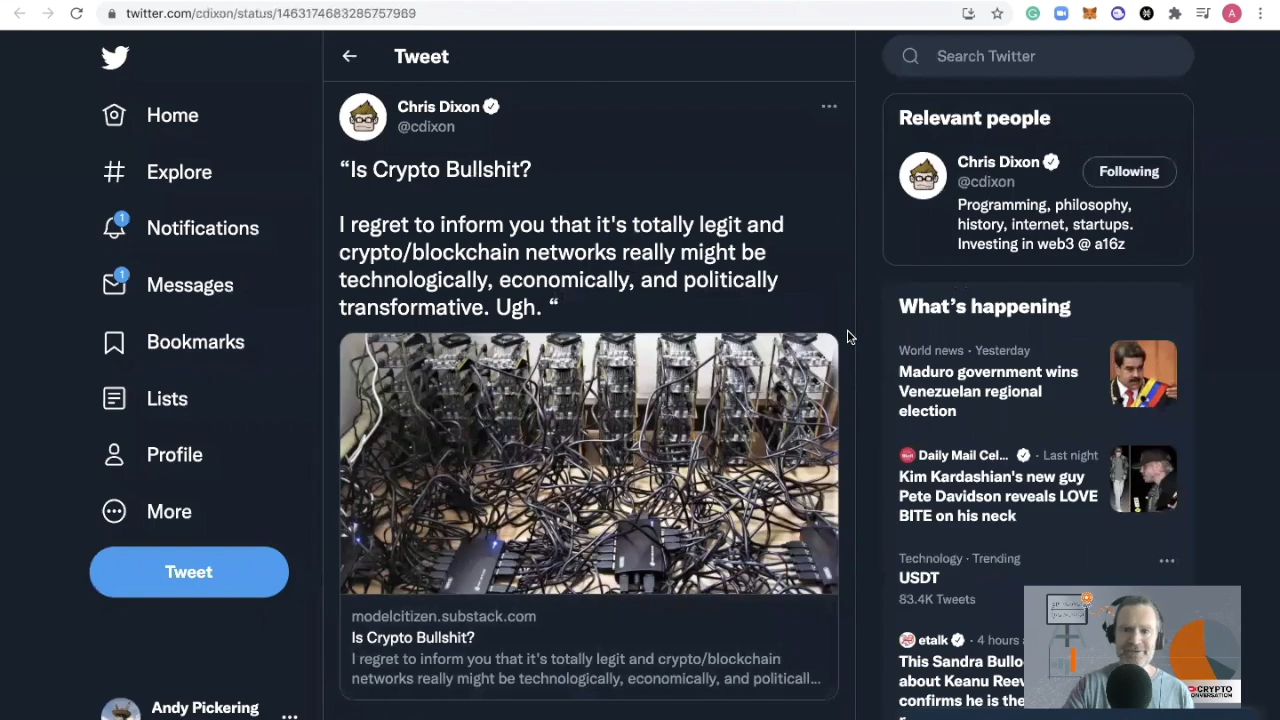 twitter.com/cdixon/status/1463174683285757969
A
Home
Explore
1
Notifications
1
Messages
Bookmarks
Lists
Profile
More
Tweet
Andy Pickering
Tweet
Chris Dixon
@cdixon
“Is Crypto Bullshit?
I regret to inform you that it's totally legit and
crypto/blockchain networks really might be
technologically, economically, and politically
transformative. Ugh. “
modelcitizen.substack.com
Is Crypto Bullshit?
I regret to inform you that it’s totally legit and crypto/blockchain
networks really might be technologically, economically, and politicall...
Search Twitter
Relevant people
Chris Dixon
@cdixon
Following
Programming, philosophy,
history, internet, startups.
Investing in web3 @ a16z
What’s happening
World news · Yesterday
Maduro government wins
Venezuelan regional
election
Daily Mail Cel... · Last night
Kim Kardashian's new guy
Pete Davidson reveals LOVE
BITE on his neck
Technology · Trending
USDT
83.4K Tweets
etalk · 4 hours
This Sandra Bullo
about Keanu Ree
confirms he is the
CRYPTO
CONVERSATION